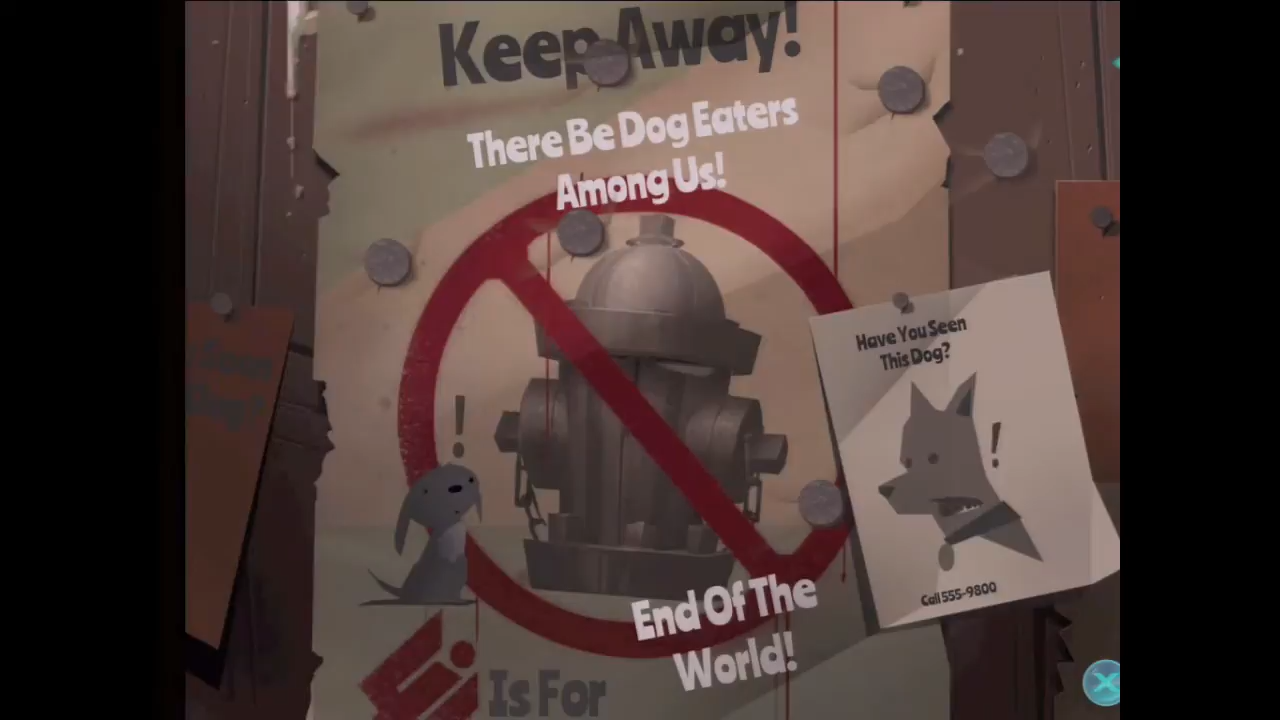 Keep Away!
There Be Dog Eaters
Among Us!
Have You Seen
This Dog?
Call 555-9800
End Of The
World!
Is For